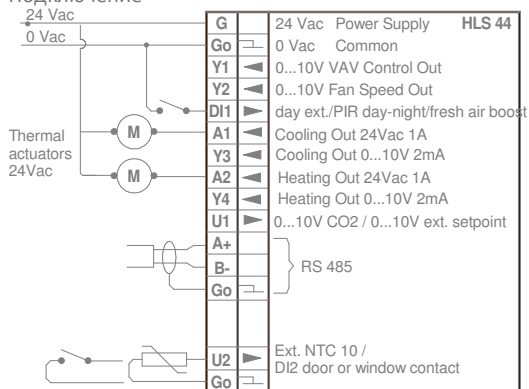 Подключение
24 Vac G 24 Vac Power Supply HLS 44
0 Vac Go 0 Vac Common
Y1 0...10V VAV Control Out
Y2 0...10V Fan Speed Out
DI1 day ext./PIR day-night/fresh air boost
M A1 Cooling Out 24Vac 1A
Thermal
actuators
24Vac
Y3 Cooling Out 0...10V 2mA
M A2 Heating Out 24Vac 1A
Y4 Heating Out 0...10V 2mA
U1 0...10V CO2 / 0...10V ext. setpoint
A+
B- RS 485
Go
U2 Ext. NTC 10 /
DI2 door or window contact
Go